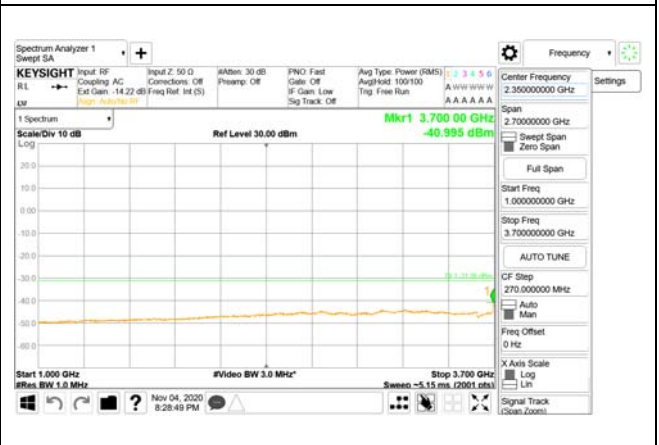 Spectrum Analyzer 1
Swept SA
+
Frequency
Settings
KEYSIGHT
RL
Input: RF
Coupling: AC
Ext Gain: -14.22 dB
Align: Auto/No RF
Input Z: 50 Ω
Corrections: Off
Freq Ref: Int (S)
#Atten: 30 dB
Preamp: Off
PNO: Fast
Gate: Off
IF Gain: Low
Sig Track: Off
Avg Type: Power (RMS)
Avg|Hold: 100/100
Trig: Free Run
1 2 3 4 5 6
A W W W W W
A A A A A A
1 Spectrum
Scale/Div 10 dB
Ref Level 30.00 dBm
Mkr1 3.700 00 GHz
-40.995 dBm
Log
20.0
10.0
0.00
-10.0
-20.0
-30.0
-40.0
-50.0
-60.0
1
Start 1.000 GHz
#Res BW 1.0 MHz
#Video BW 3.0 MHz*
Stop 3.700 GHz
Sweep ~5.15 ms (2001 pts)
Nov 04, 2020
8:28:49 PM
Center Frequency
2.350000000 GHz
Span
2.70000000 GHz
Swept Span
Zero Span
Full Span
Start Freq
1.000000000 GHz
Stop Freq
3.700000000 GHz
AUTO TUNE
CF Step
270.000000 MHz
Auto
Man
Freq Offset
0 Hz
X Axis Scale
Log
Lin
Signal Track
(Span Zoom)